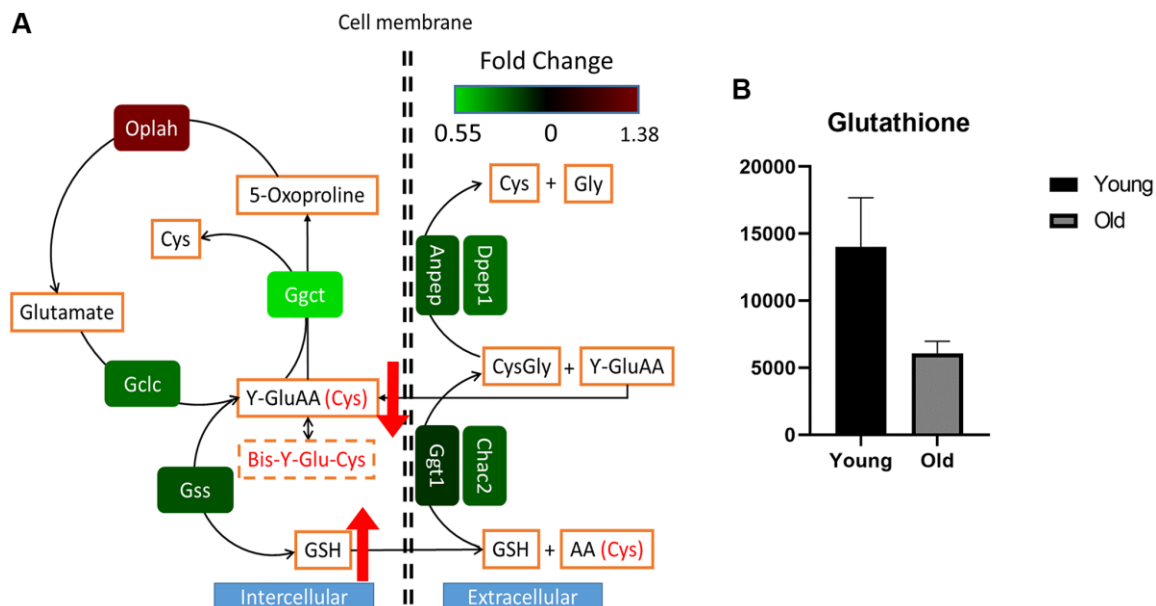 A
Cell membrane
Fold Change
0.55 0 1.38
Oplah
5-Oxoproline
Cys
Ggct
Glutamate
Gclc
Y-GluAA (Cys)
Bis-Y-Glu-Cys
Gss
GSH
Intercellular
Cys + Gly
Anpep
Dpep1
CysGly + Y-GluAA
Ggt1
Chac2
GSH + AA (Cys)
Extracellular
B
Glutathione
20000
15000
10000
5000
0
Young Old
Young
Old